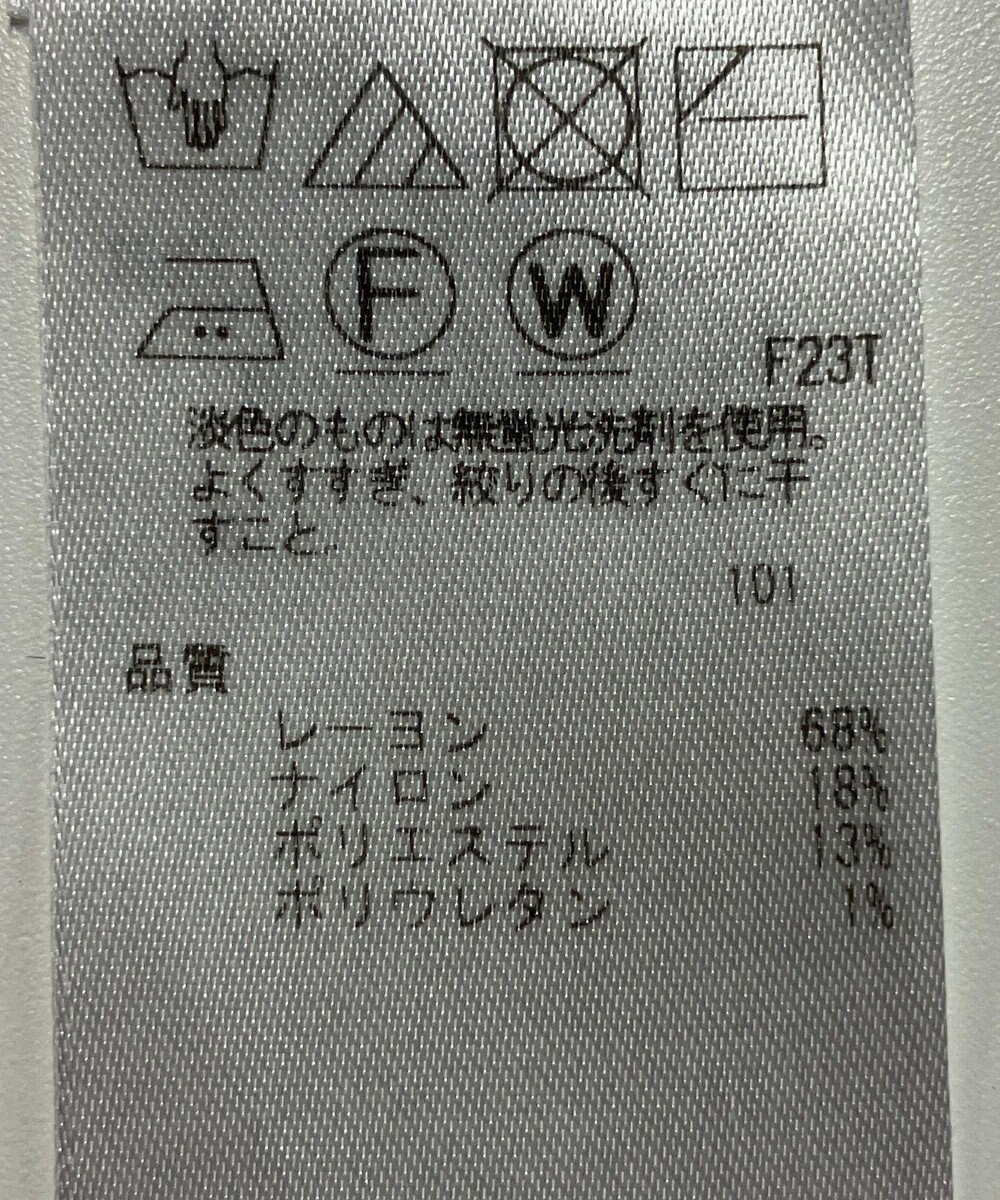 F W
F23T
淡色のものは無蛍光洗剤を使用。
よくすすぎ、絞りの後すぐに干
すこと.
101
品質
レーヨン 68%
ナイロン 18%
ポリエステル 13%
ポリウレタン 1%